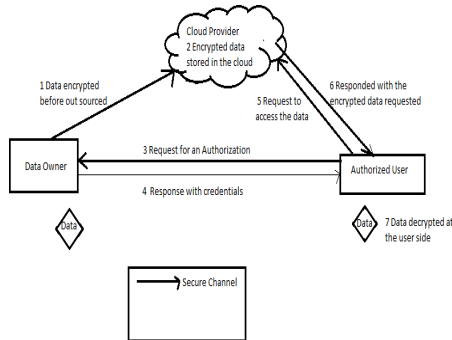 Cloud Provider
2 Encrypted data
stored in the cloud
1 Data encrypted
before out sourced
6 Responded with the
encrypted data requested
5 Request to
access the data
3 Request for an Authorization
Data Owner
Authorized User
4 Response with credentials
Data
Data
7 Data decrypted at
the user side
Secure Channel